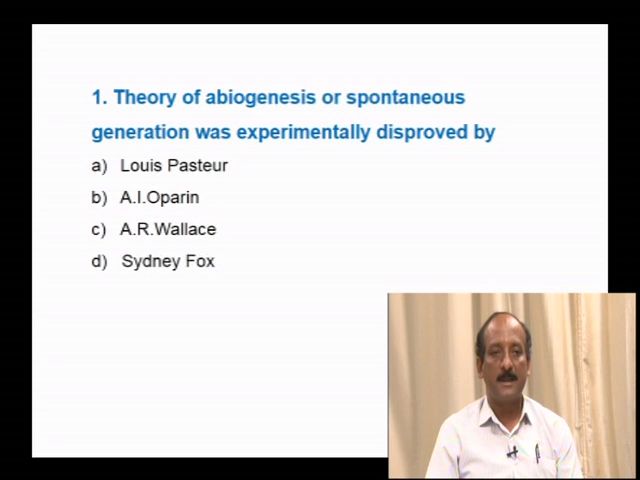 1. Theory of abiogenesis or spontaneous
generation was experimentally disproved by
a) Louis Pasteur
b) A.I.Oparin
c) A.R.Wallace
d) Sydney Fox